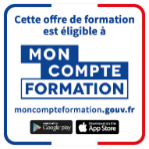 Cette offre de formation
est éligible à
MON
COMPTE
FORMATION
moncompteformation.gouv.fr
Google play
App Store